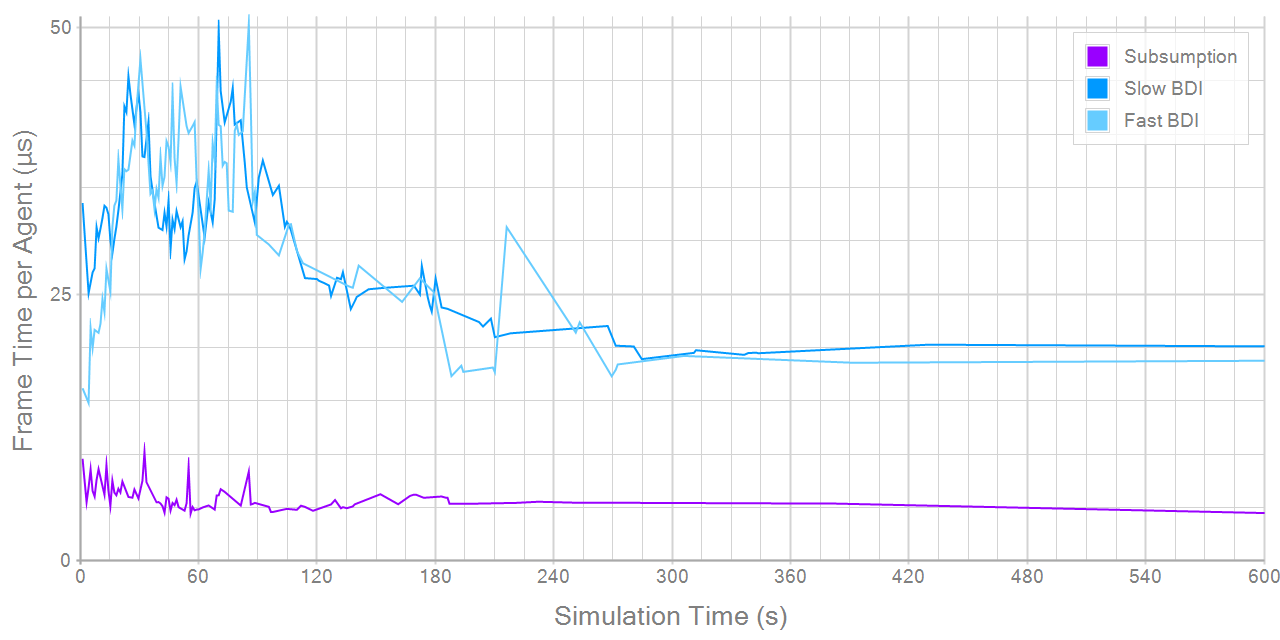 50
25
0
Frame Time per Agent (µs)
Subsumption
Slow BDI
Fast BDI
0 60 120 180 240 300 360 420 480 540 600
Simulation Time (s)